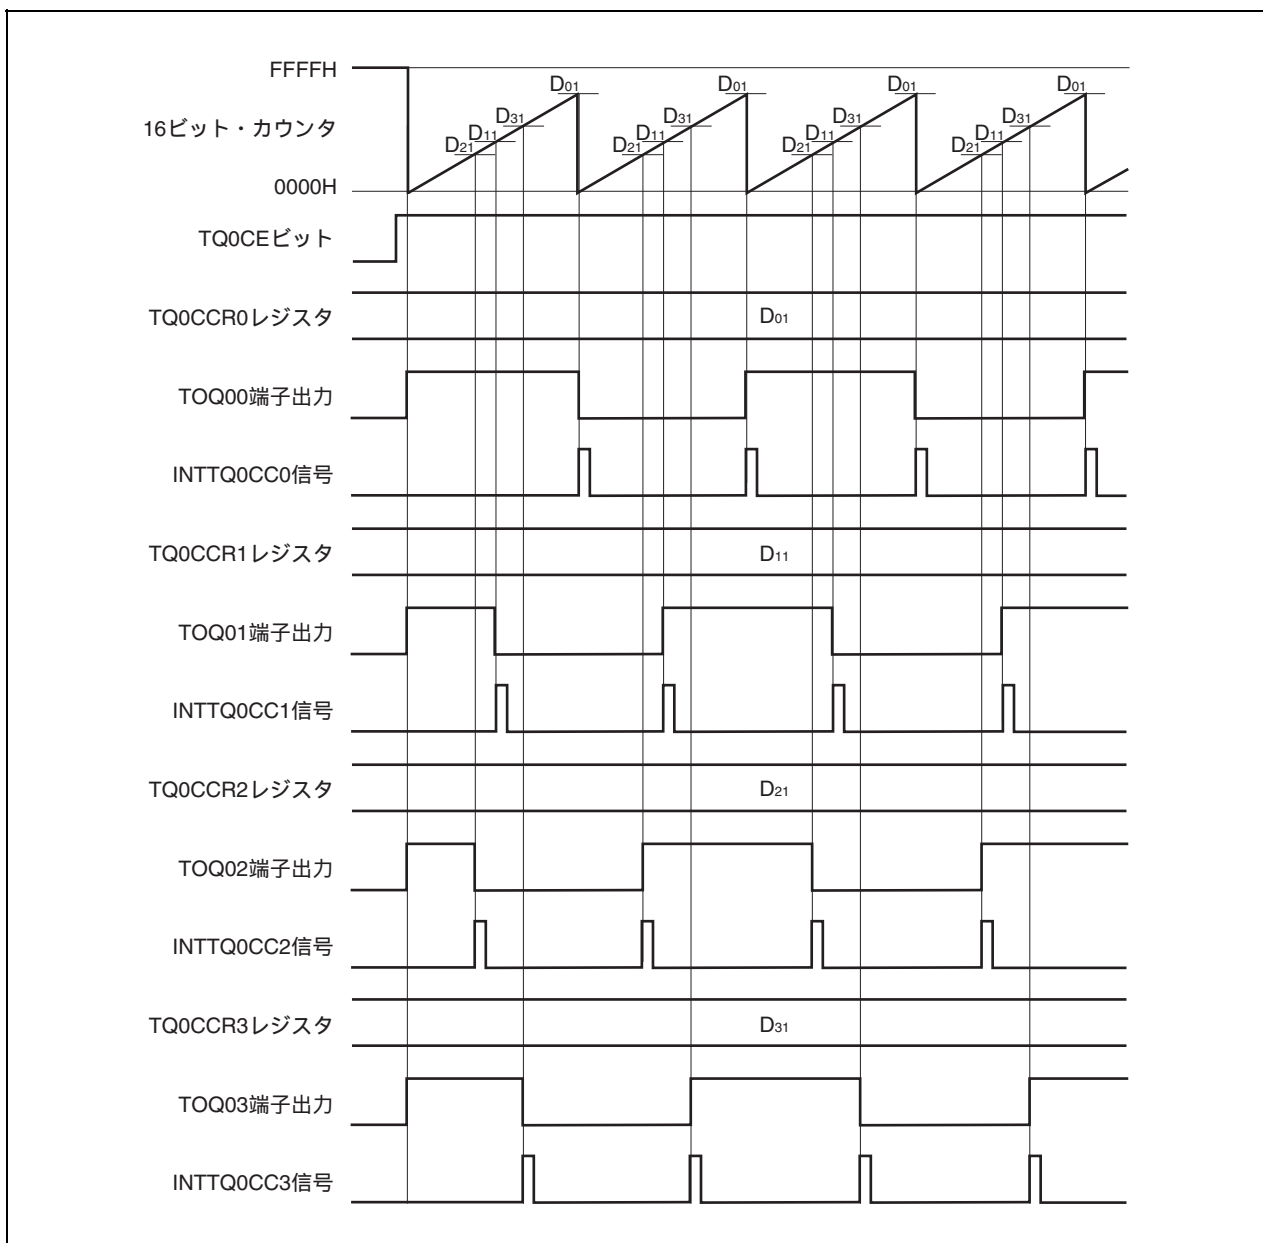 FFFFH
D01 D01 D01 D01
16ビット・カウンタ
D31 D31 D31 D31
D11 D11 D11 D11
D21 D21 D21 D21
0000H
TQ0CEビット
TQ0CCR0レジスタ D01
TOQ00端子出力
INTTQ0CC0信号
TQ0CCR1レジスタ D11
TOQ01端子出力
INTTQ0CC1信号
TQ0CCR2レジスタ D21
TOQ02端子出力
INTTQ0CC2信号
TQ0CCR3レジスタ D31
TOQ03端子出力
INTTQ0CC3信号